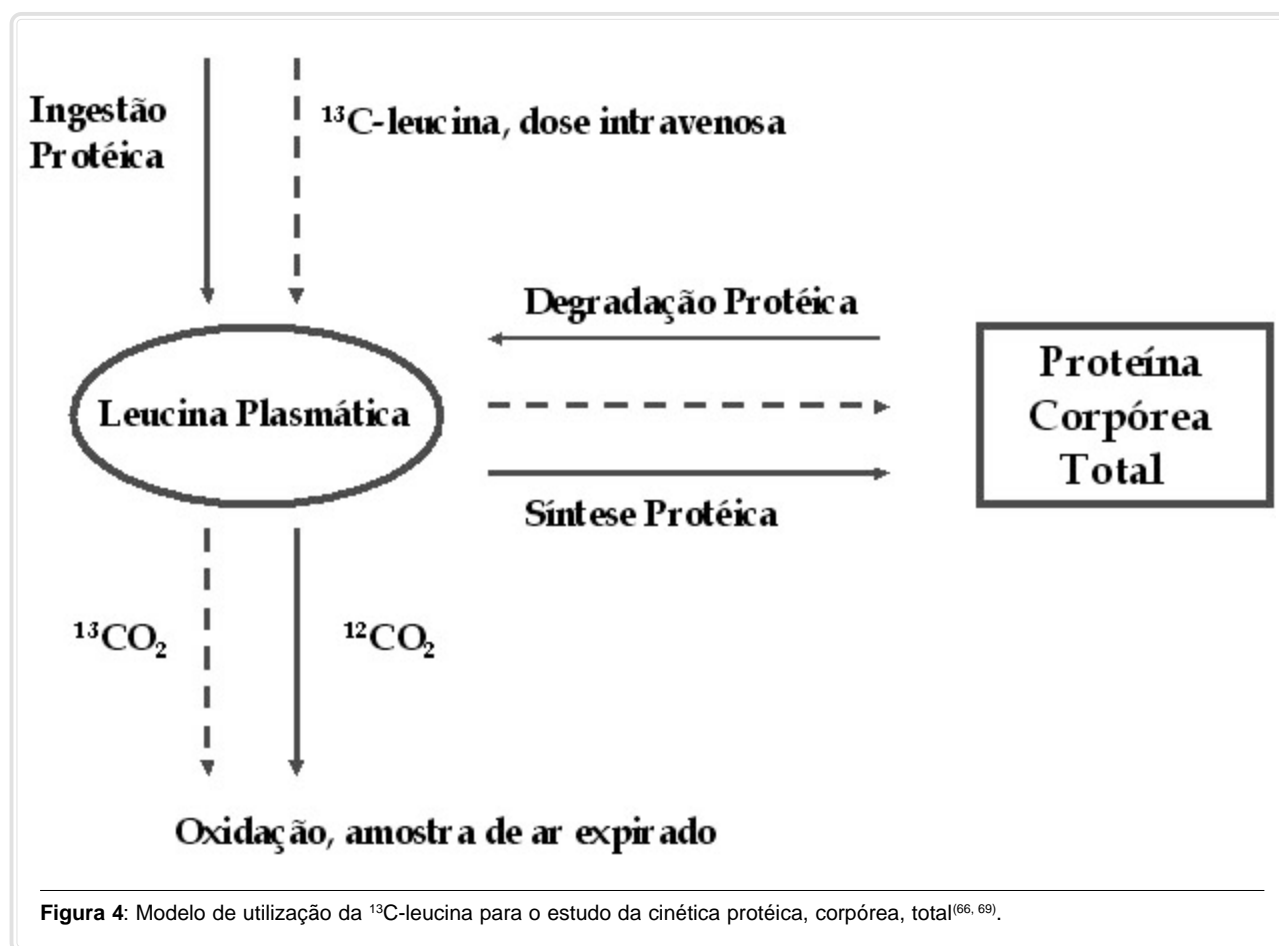 Ingestão
Protéica
¹³C-leucina, dose intravenosa
Degradação Protéica
Leucina Plasmática
Proteína
Corpórea
Total
Síntese Protéica
¹³CO₂
¹²CO₂
Oxidação, amostra de ar expirado
Figura 4: Modelo de utilização da ¹³C-leucina para o estudo da cinética protéica, corpórea, total⁽⁶⁶, ⁶⁹⁾.